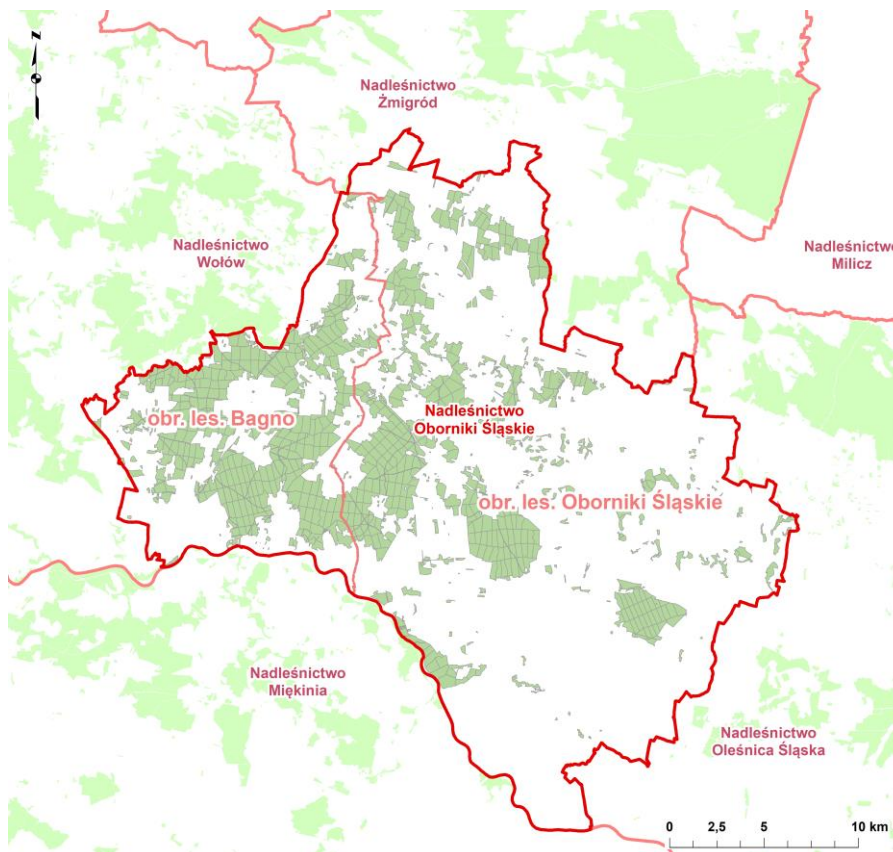 N
Nadleśnictwo
Żmigród
Nadleśnictwo
Wołów
Nadleśnictwo
Milicz
obr. les. Bagno
Nadleśnictwo
Oborniki Śląskie
obr. les. Oborniki Śląskie
Nadleśnictwo
Miękinia
Nadleśnictwo
Oleśnica Śląska
0 2,5 5 10 km